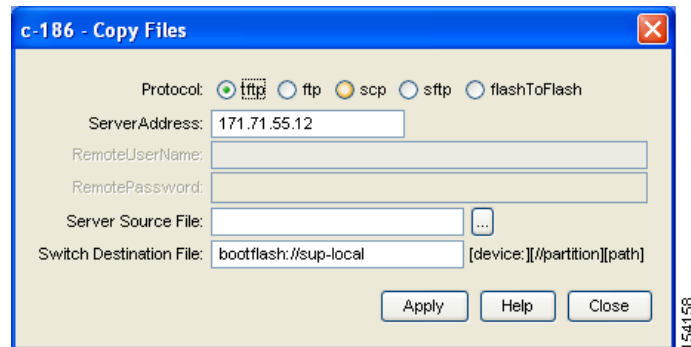 c-186 - Copy Files
Protocol: tftp ftp scp sftp flashToFlash
ServerAddress: 171.71.55.12
RemoteUserName:
RemotePassword:
Server Source File: ...
Switch Destination File: bootflash://sup-local [device:][//partition][path]
Apply Help Close
154158